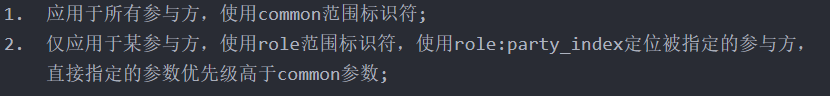 1. 应用于所有参与方，使用common范围标识符;
2. 仅应用于某参与方，使用role范围标识符，使用role:party_index定位被指定的参与方，
直接指定的参数优先级高于common参数;